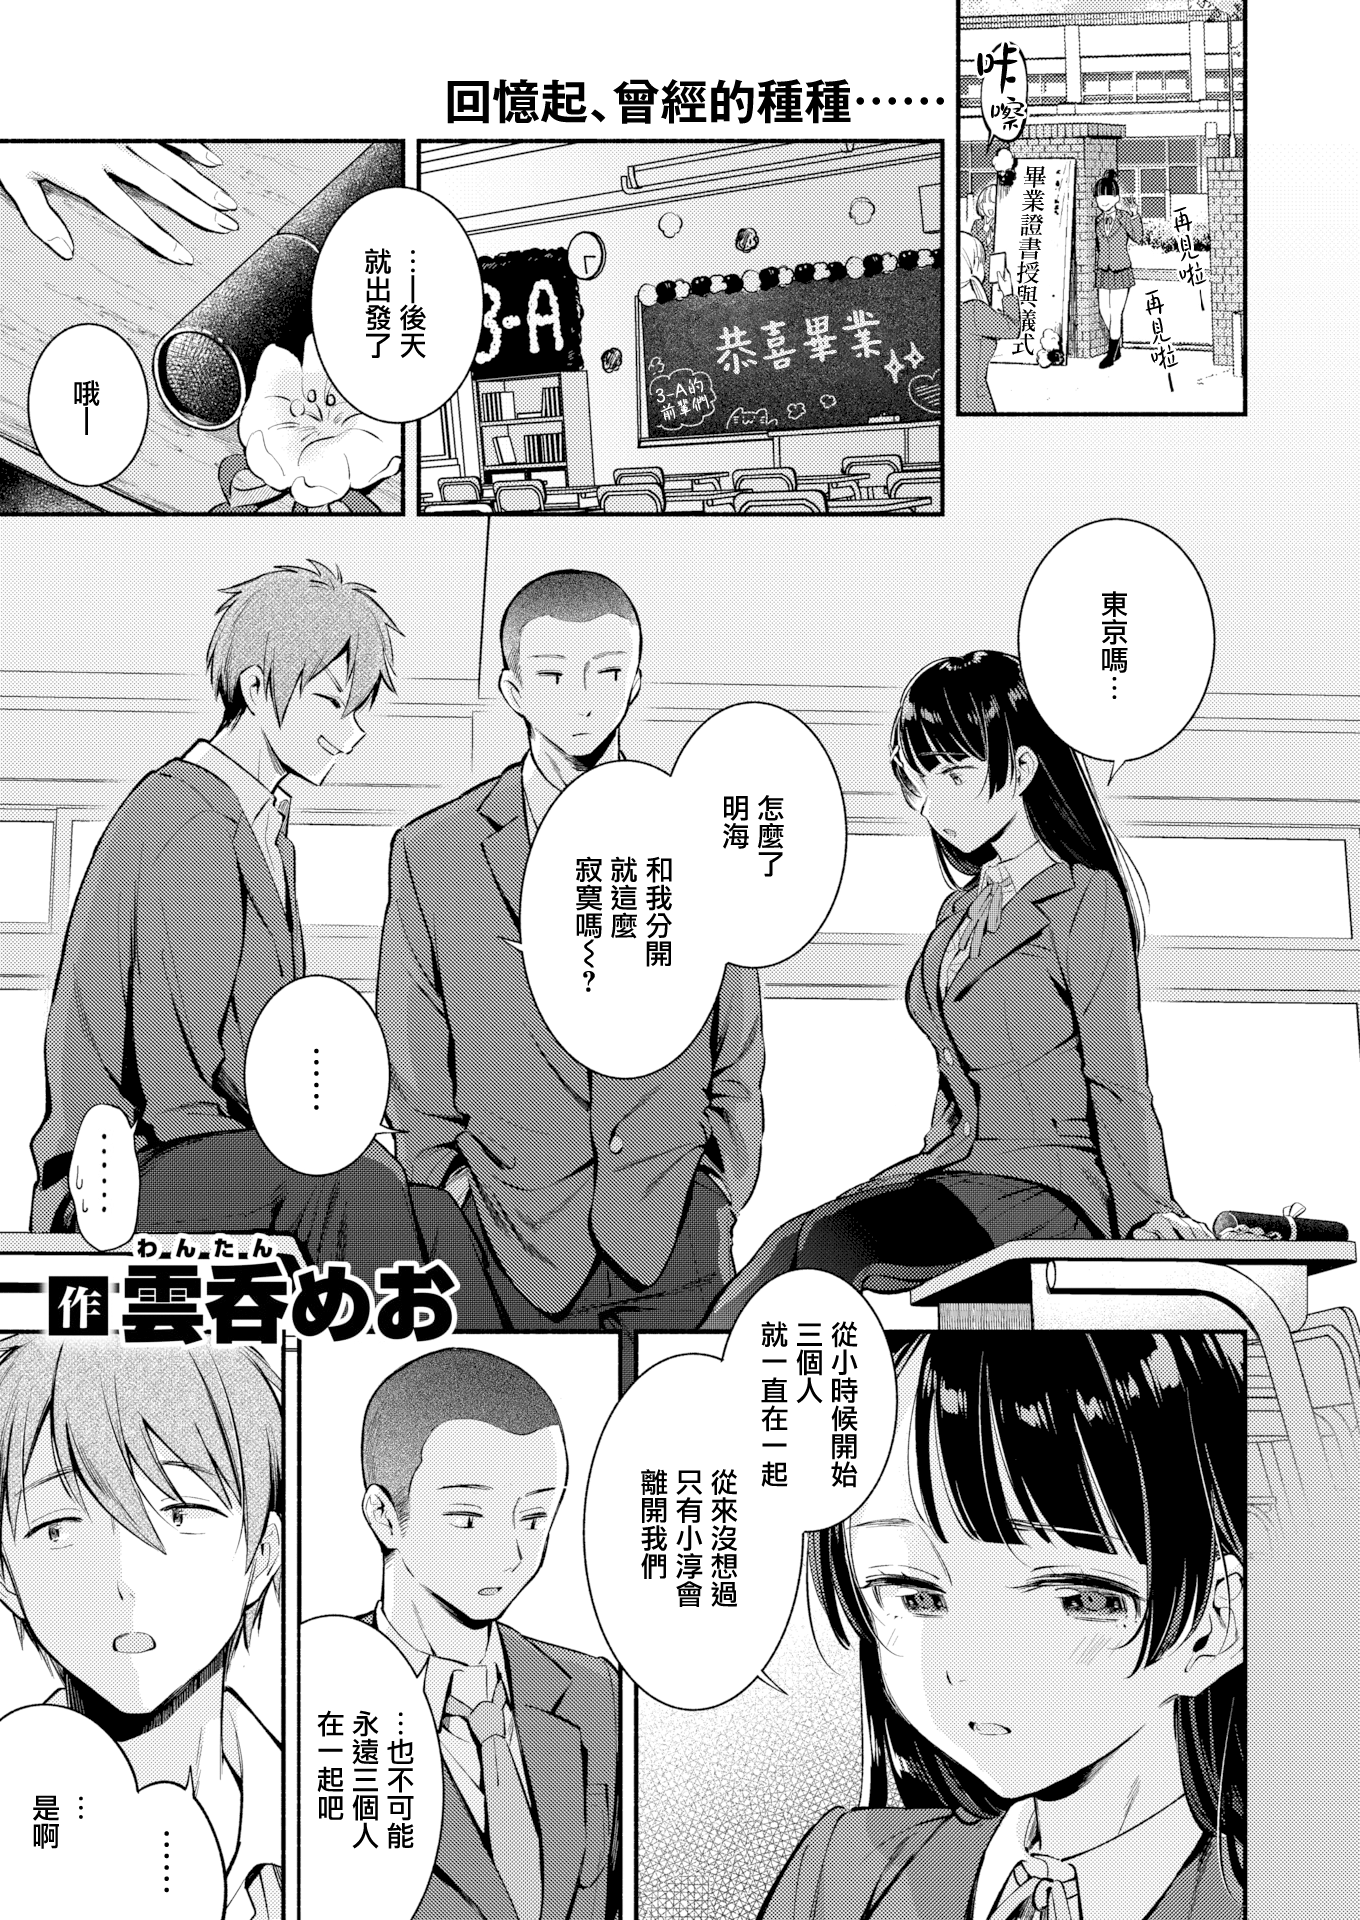 回憶起、曾經的種種……
咔
嚓
畢業證書授與儀式
再見啦ー
再見啦ー
3-A
恭喜畢業
3-A的
前輩們
…──後天
就出發了
哦ー
東京嗎…
怎麼了
明海
和我分開
就這麼
寂寞嗎～?
……
……
わんたん
作 雲呑めお
從小時候開始
三個人
就一直在一起
從來沒想過
只有小淳會
離開我們
…也不可能
永遠三個人
在一起吧
…
是啊
……